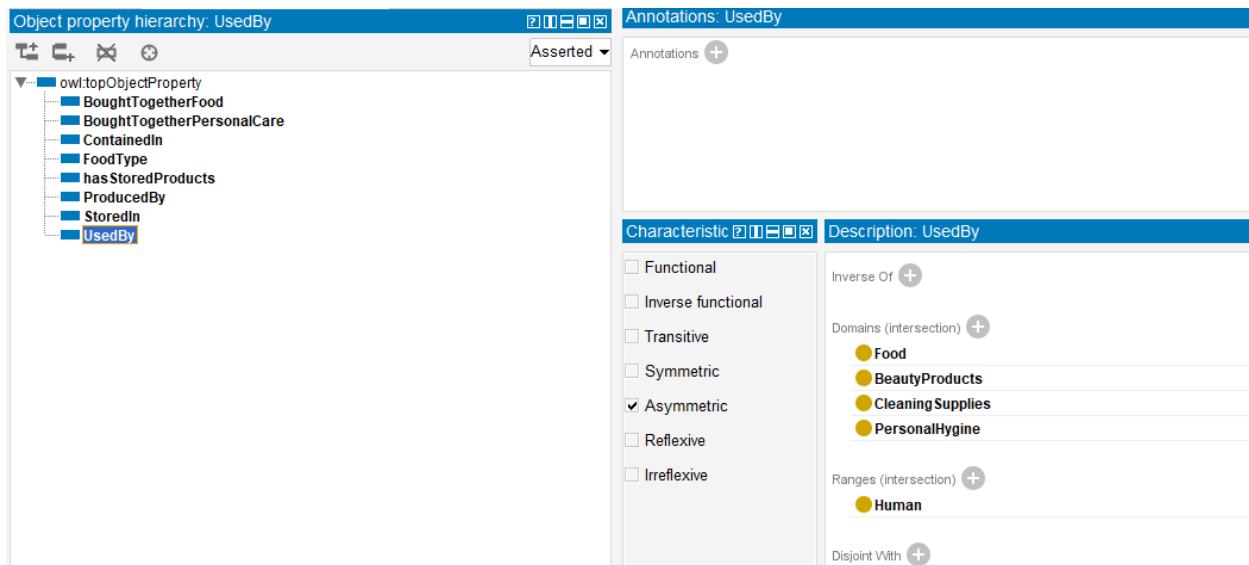 Object property hierarchy: UsedBy
Asserted
owl:topObjectProperty
BoughtTogetherFood
BoughtTogetherPersonalCare
ContainedIn
FoodType
hasStoredProducts
ProducedBy
StoredIn
UsedBy
Annotations: UsedBy
Annotations
Characteristic
Functional
Inverse functional
Transitive
Symmetric
Asymmetric
Reflexive
Irreflexive
Description: UsedBy
Inverse Of
Domains (intersection)
Food
BeautyProducts
CleaningSupplies
PersonalHygine
Ranges (intersection)
Human
Disjoint With